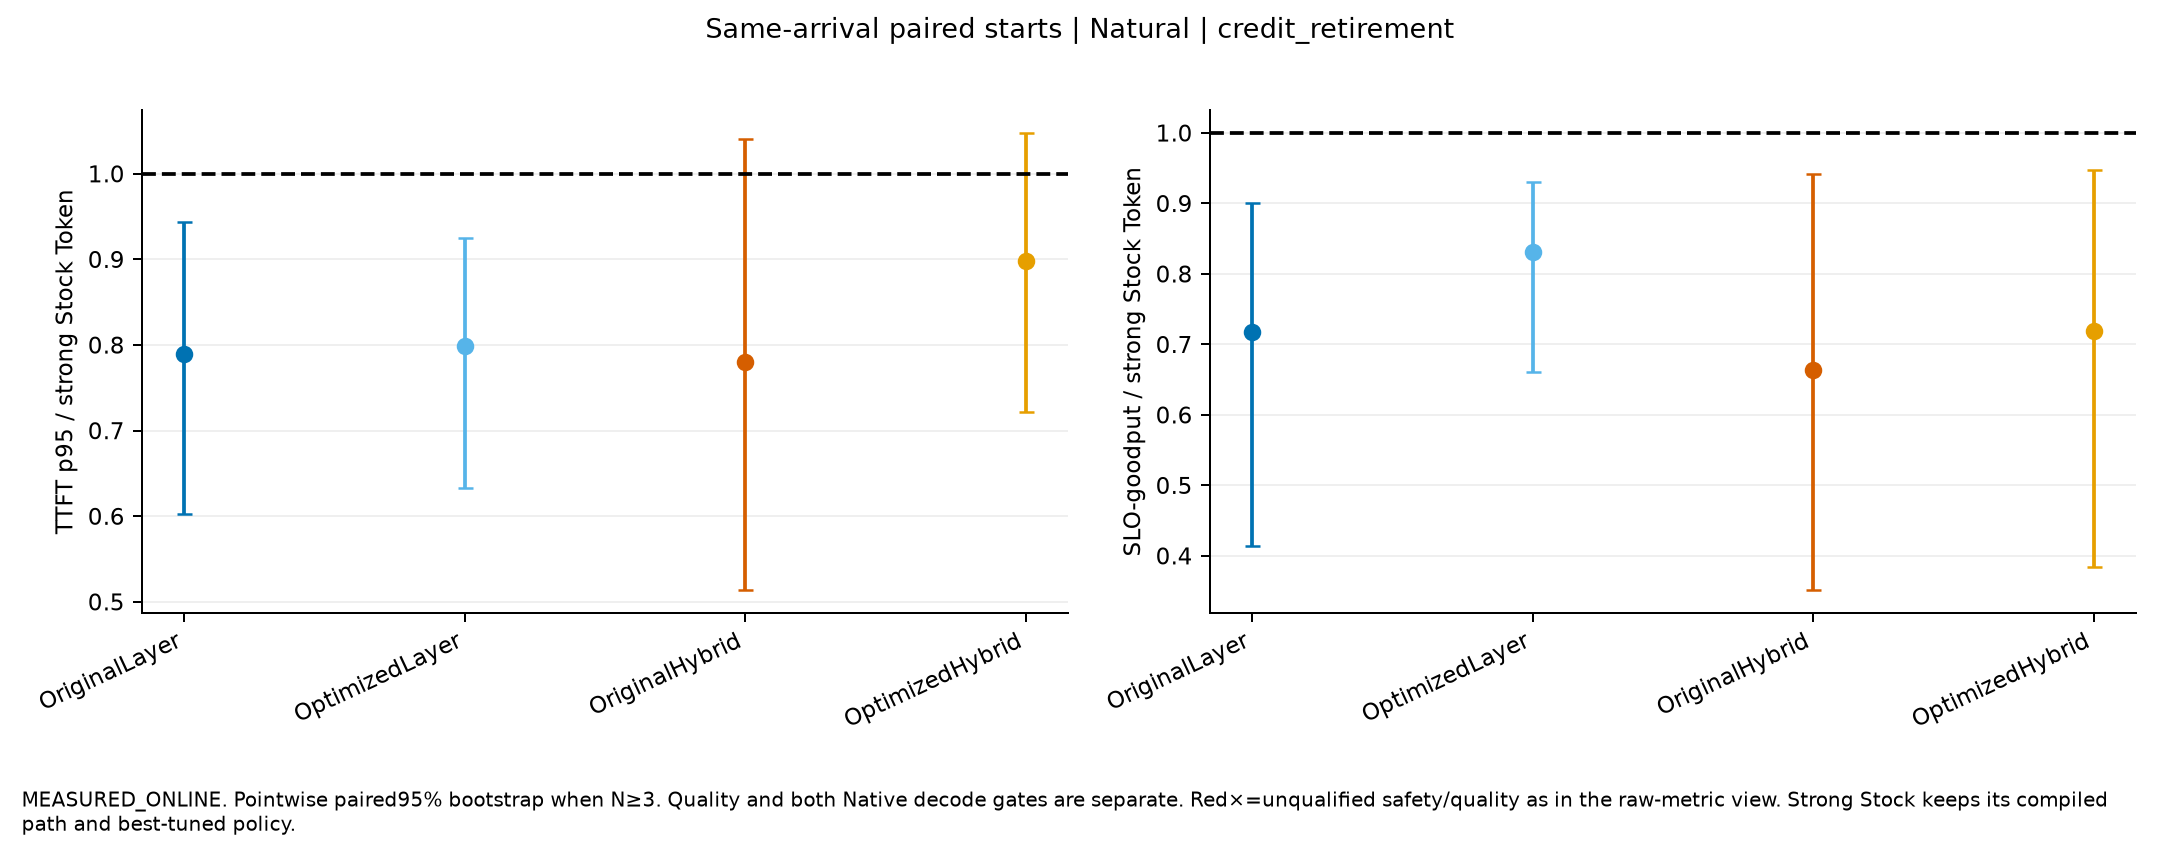 Same-arrival paired starts | Natural | credit_retirement
TTFT p95 / strong Stock Token
1.0
0.9
0.8
0.7
0.6
0.5
OriginalLayer
OptimizedLayer
OriginalHybrid
OptimizedHybrid
SLO-goodput / strong Stock Token
1.0
0.9
0.8
0.7
0.6
0.5
0.4
OriginalLayer
OptimizedLayer
OriginalHybrid
OptimizedHybrid
MEASURED_ONLINE. Pointwise paired95% bootstrap when N≥3. Quality and both Native decode gates are separate. Red×=unqualified safety/quality as in the raw-metric view. Strong Stock keeps its compiled
path and best-tuned policy.